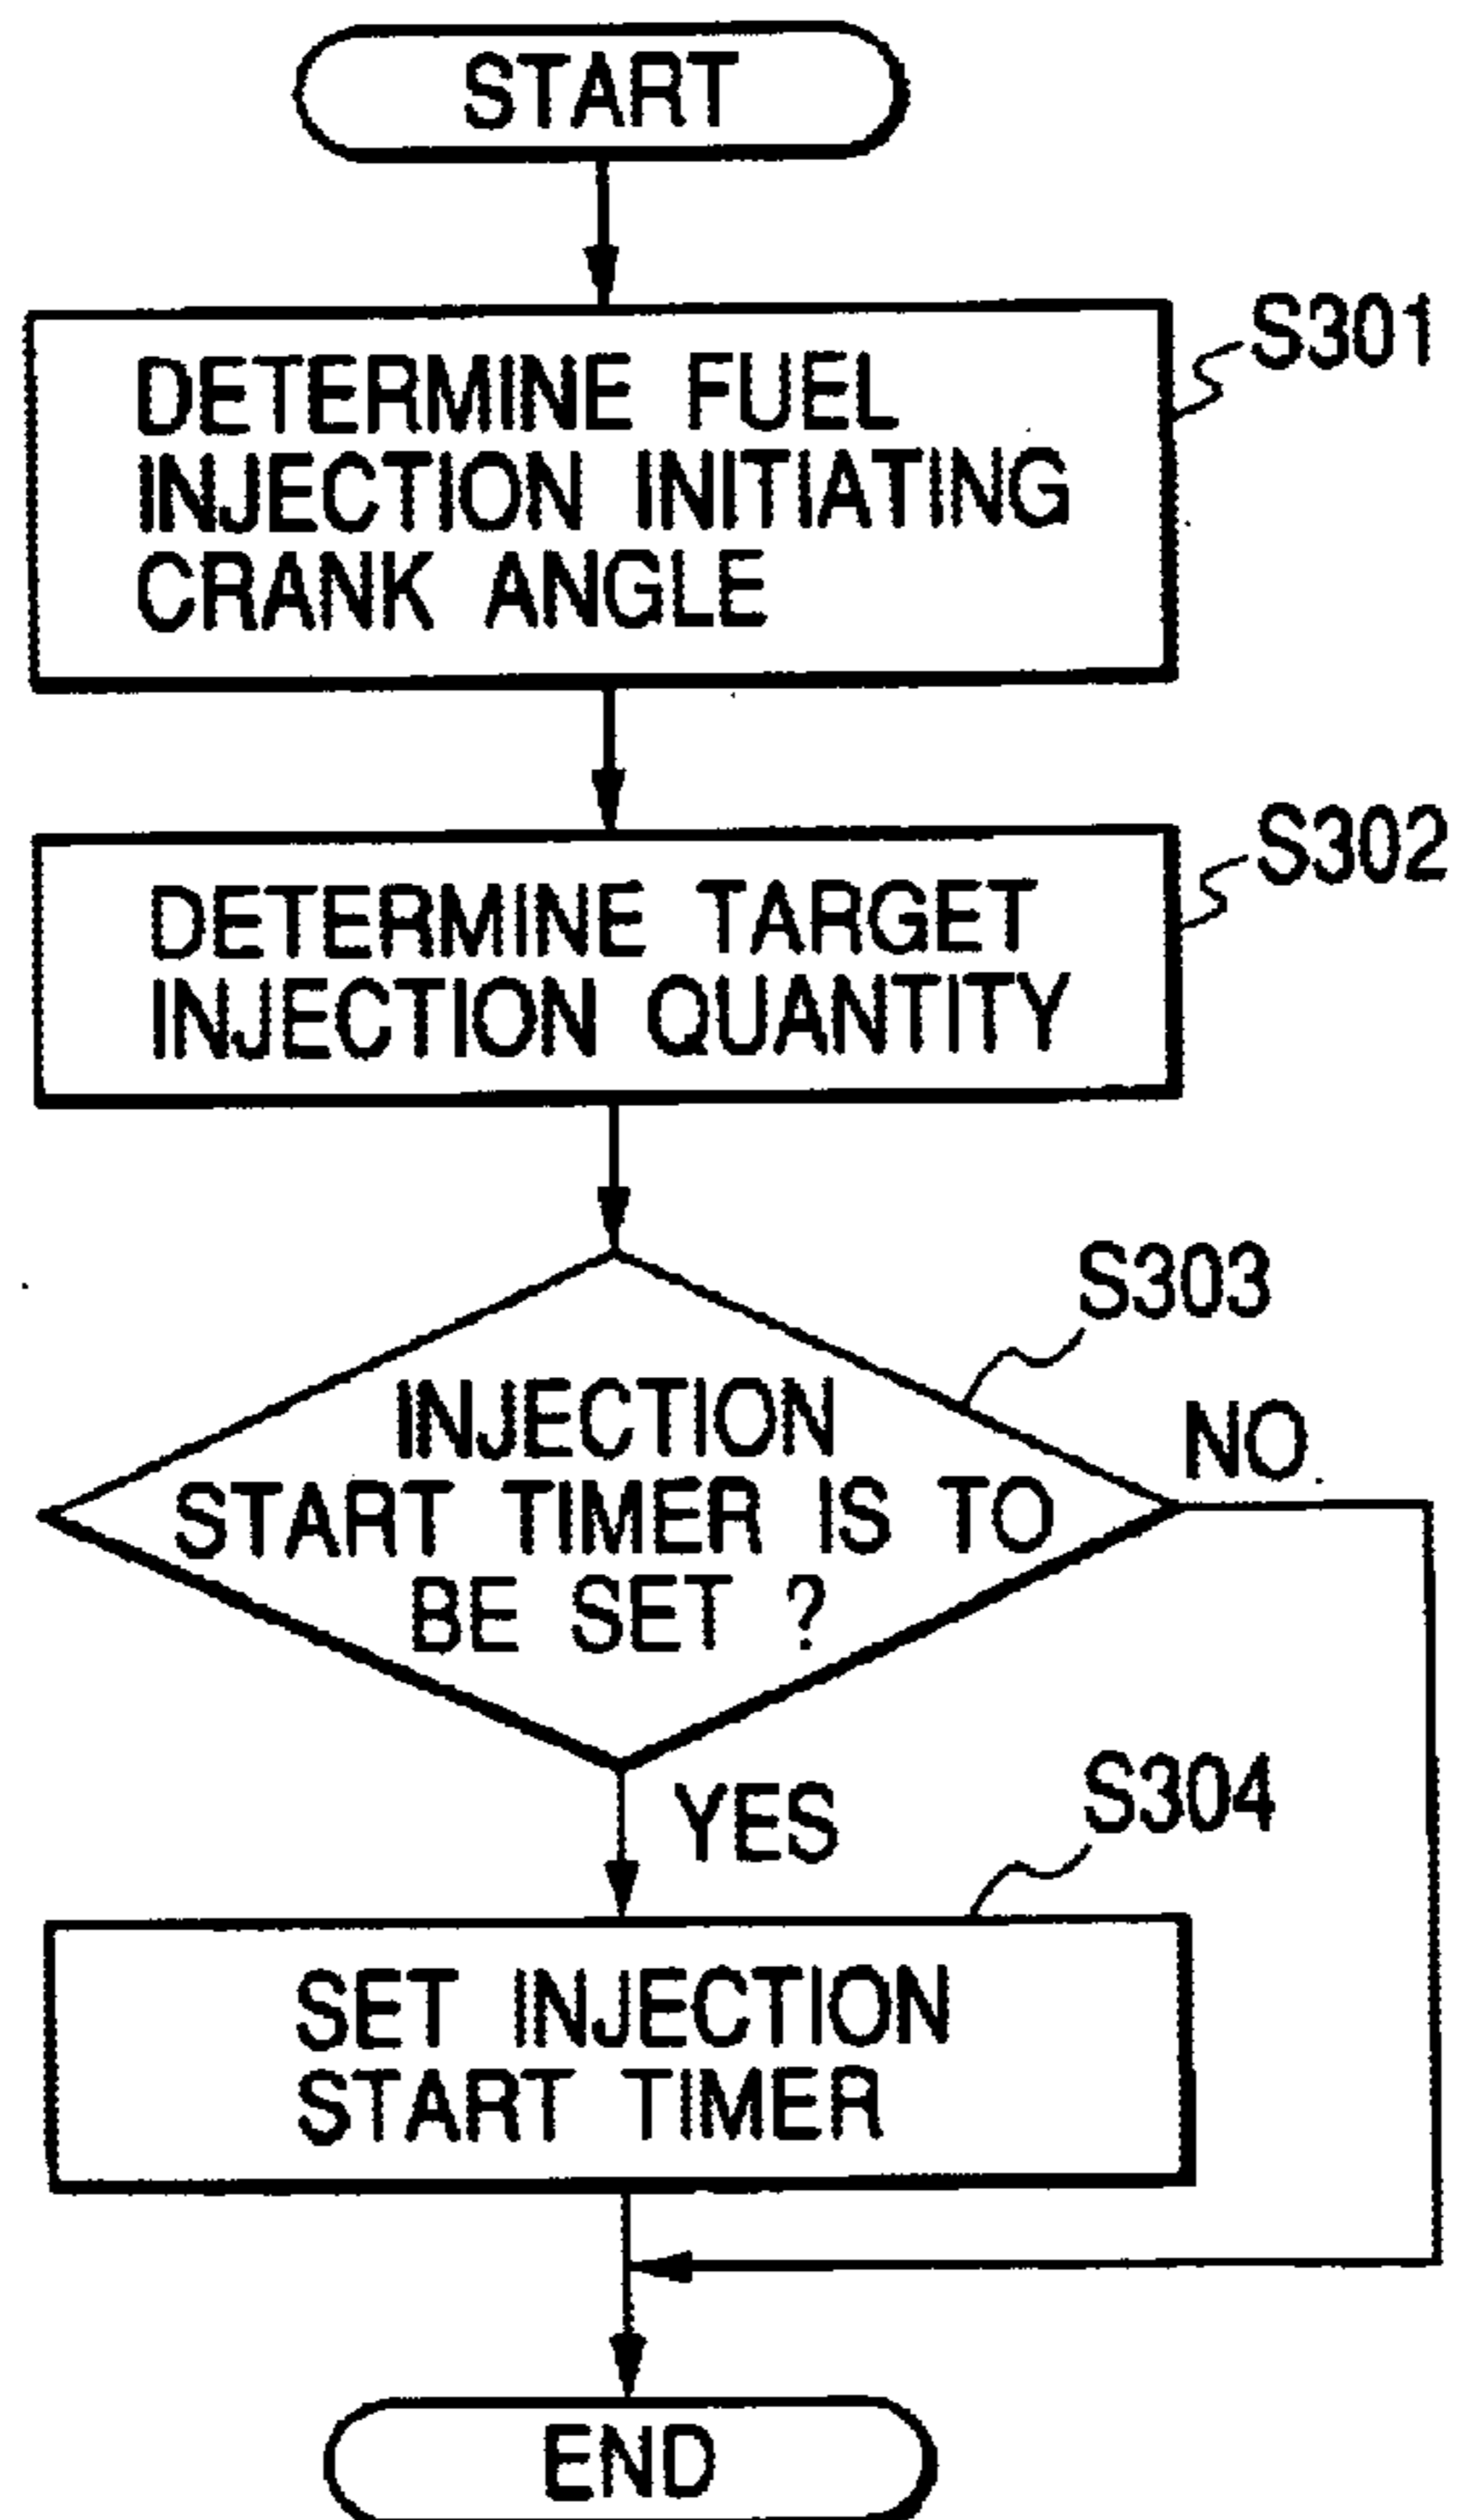 START
S301
DETERMINE FUEL
INJECTION INITIATING
CRANK ANGLE
S302
DETERMINE TARGET
INJECTION QUANTITY
S303
INJECTION
START TIMER IS TO
BE SET ?
NO
YES
S304
SET INJECTION
START TIMER
END